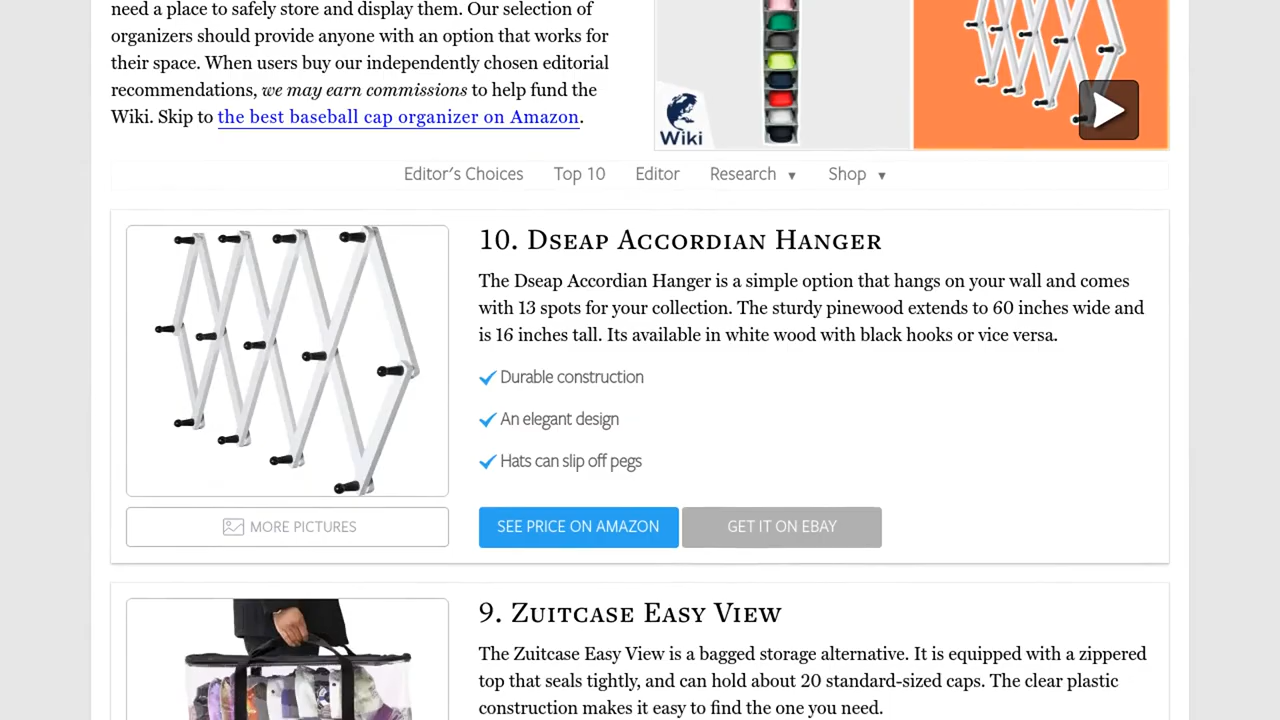 need a place to safely store and display them. Our selection of
organizers should provide anyone with an option that works for
their space. When users buy our independently chosen editorial
recommendations, we may earn commissions to help fund the
Wiki. Skip to the best baseball cap organizer on Amazon.
Wiki
Editor's Choices Top 10 Editor Research ▼ Shop ▼
10. Dseap Accordian Hanger
The Dseap Accordian Hanger is a simple option that hangs on your wall and comes
with 13 spots for your collection. The sturdy pinewood extends to 60 inches wide and
is 16 inches tall. Its available in white wood with black hooks or vice versa.
Durable construction
An elegant design
Hats can slip off pegs
MORE PICTURES
SEE PRICE ON AMAZON GET IT ON EBAY
9. Zuitcase Easy View
The Zuitcase Easy View is a bagged storage alternative. It is equipped with a zippered
top that seals tightly, and can hold about 20 standard-sized caps. The clear plastic
construction makes it easy to find the one you need.